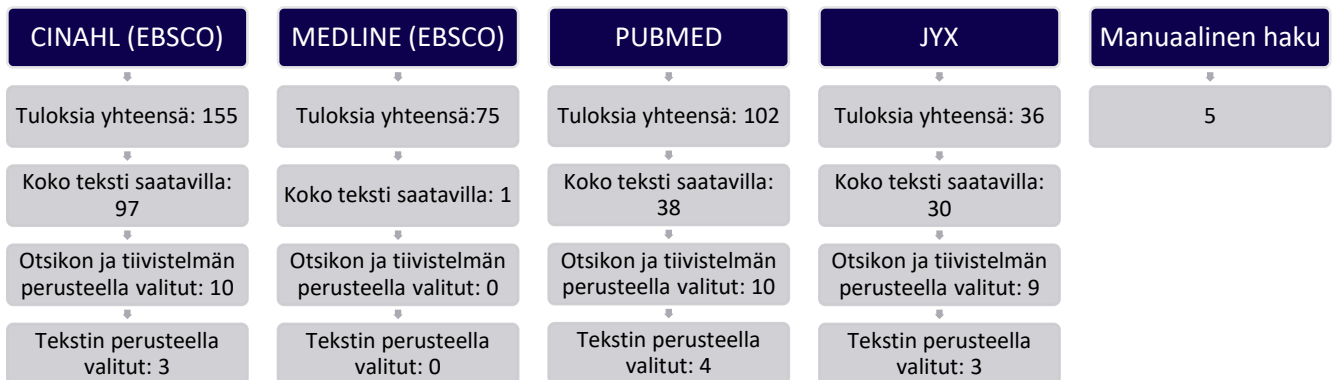 CINAHL (EBSCO)
Tuloksia yhteensä: 155
Koko teksti saatavilla:
97
Otsikon ja tiivistelmän
perusteella valitut: 10
Tekstin perusteella
valitut: 3
MEDLINE (EBSCO)
Tuloksia yhteensä:75
Koko teksti saatavilla: 1
Otsikon ja tiivistelmän
perusteella valitut: 0
Tekstin perusteella
valitut: 0
PUBMED
Tuloksia yhteensä: 102
Koko teksti saatavilla:
38
Otsikon ja tiivistelmän
perusteella valitut: 10
Tekstin perusteella
valitut: 4
JYX
Tuloksia yhteensä: 36
Koko teksti saatavilla:
30
Otsikon ja tiivistelmän
perusteella valitut: 9
Tekstin perusteella
valitut: 3
Manuaalinen haku
5